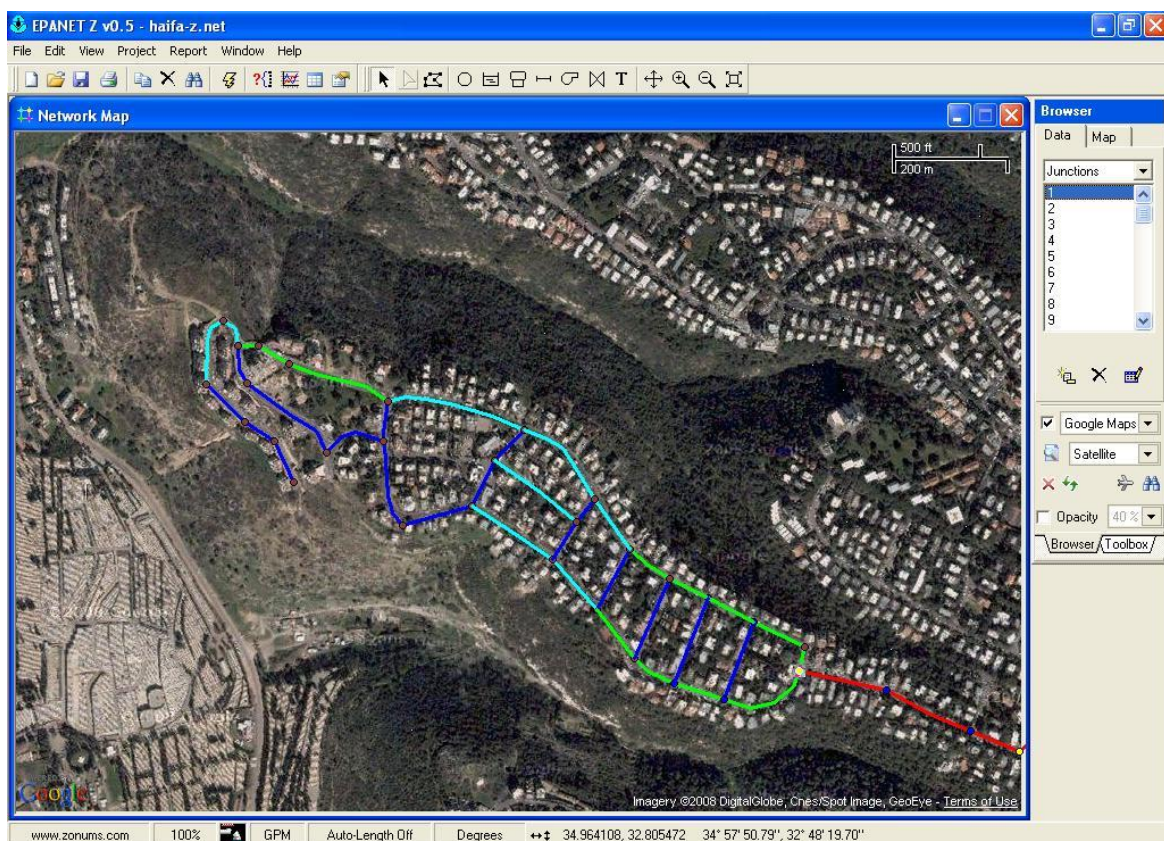 EPANET Z v0.5 - haifa-z.net
File Edit View Project Report Window Help
T
Network Map
500 ft
200 m
Browser
Data Map
Junctions
1
2
3
4
5
6
7
8
9
Google Maps
Satellite
Opacity 40 %
Browser Toolbox
Google
Imagery ©2008 DigitalGlobe, Cnes/Spot Image, GeoEye - Terms of Use
www.zonums.com 100% GPM Auto-Length Off Degrees 34.964108, 32.805472 34° 57' 50.79", 32° 48' 19.70"